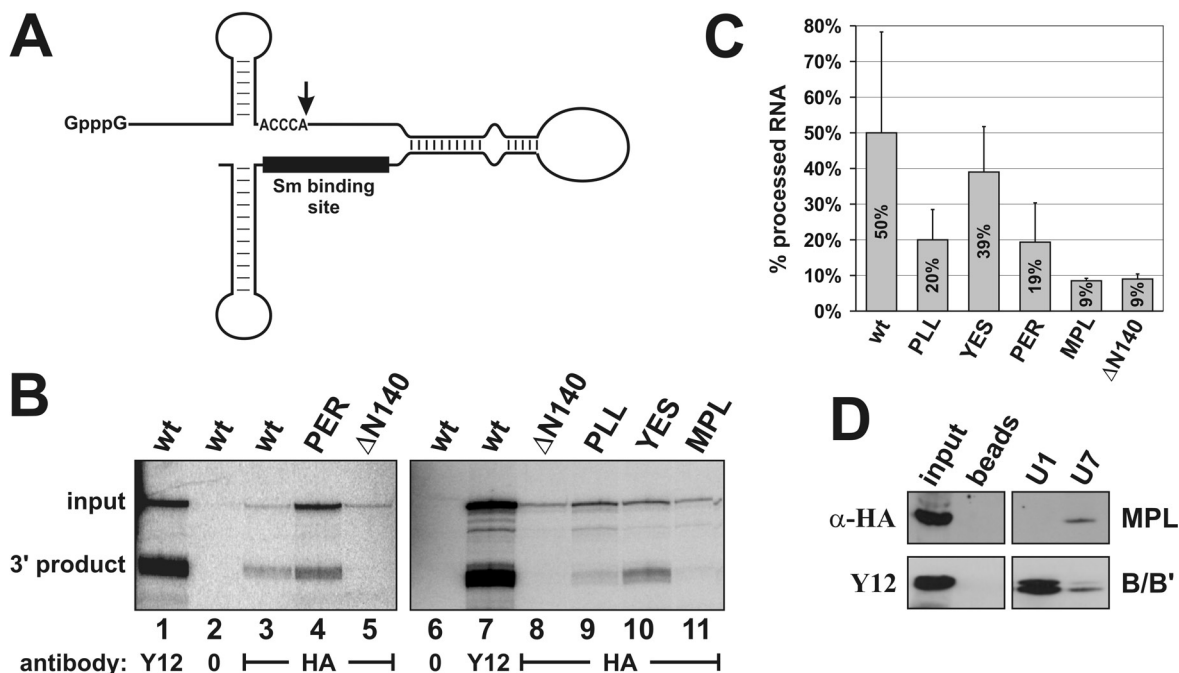 A
GpppG
ACCCA
Sm binding
site
B
wt wt wt PER ΔN140
wt wt ΔN140 PLL YES MPL
input
3' product
1 2 3 4 5 6 7 8 9 10 11
antibody: Y12 0 HA 0 Y12 HA
C
% processed RNA
80%
70%
60%
50%
40%
30%
20%
10%
0%
50% 20% 39% 19% 9% 9%
wt PLL YES PER MPL ΔN140
D
input beads U1 U7
α-HA MPL
Y12 B/B'